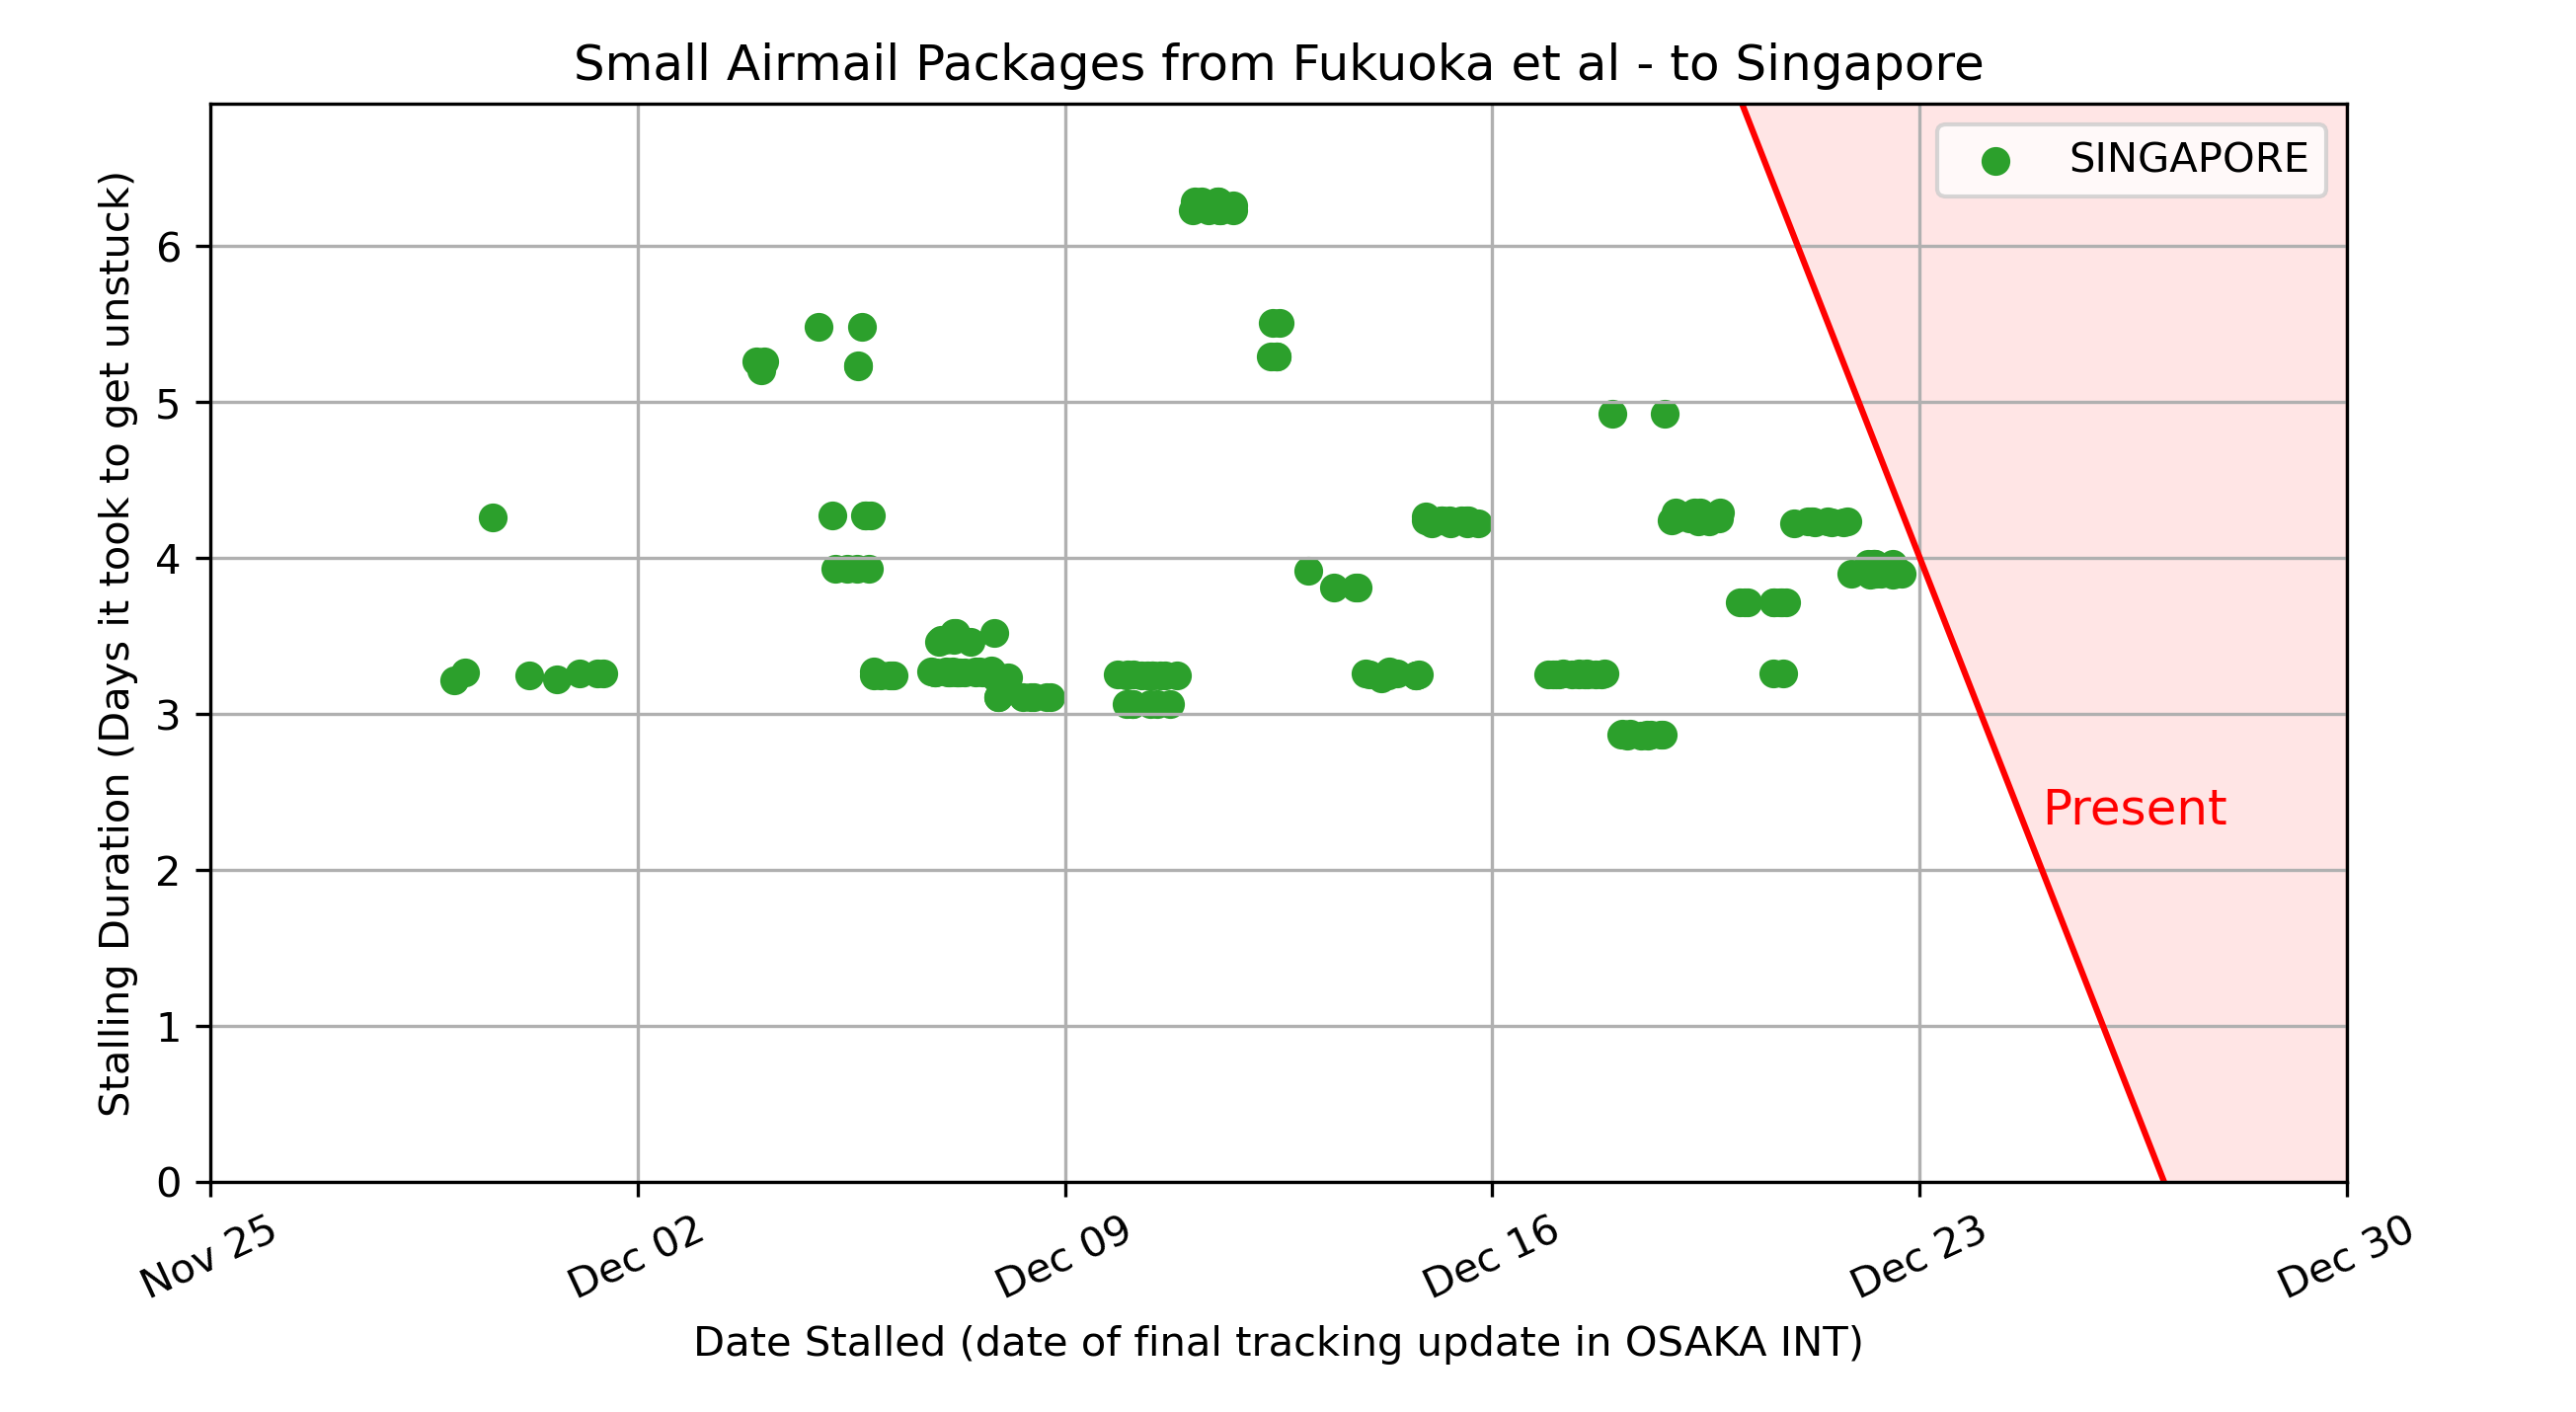 Small Airmail Packages from Fukuoka et al - to Singapore
SINGAPORE
Stalling Duration (Days it took to get unstuck)
6
5
4
3
2
1
0
Present
Nov 25
Dec 02
Dec 09
Dec 16
Dec 23
Dec 30
Date Stalled (date of final tracking update in OSAKA INT)